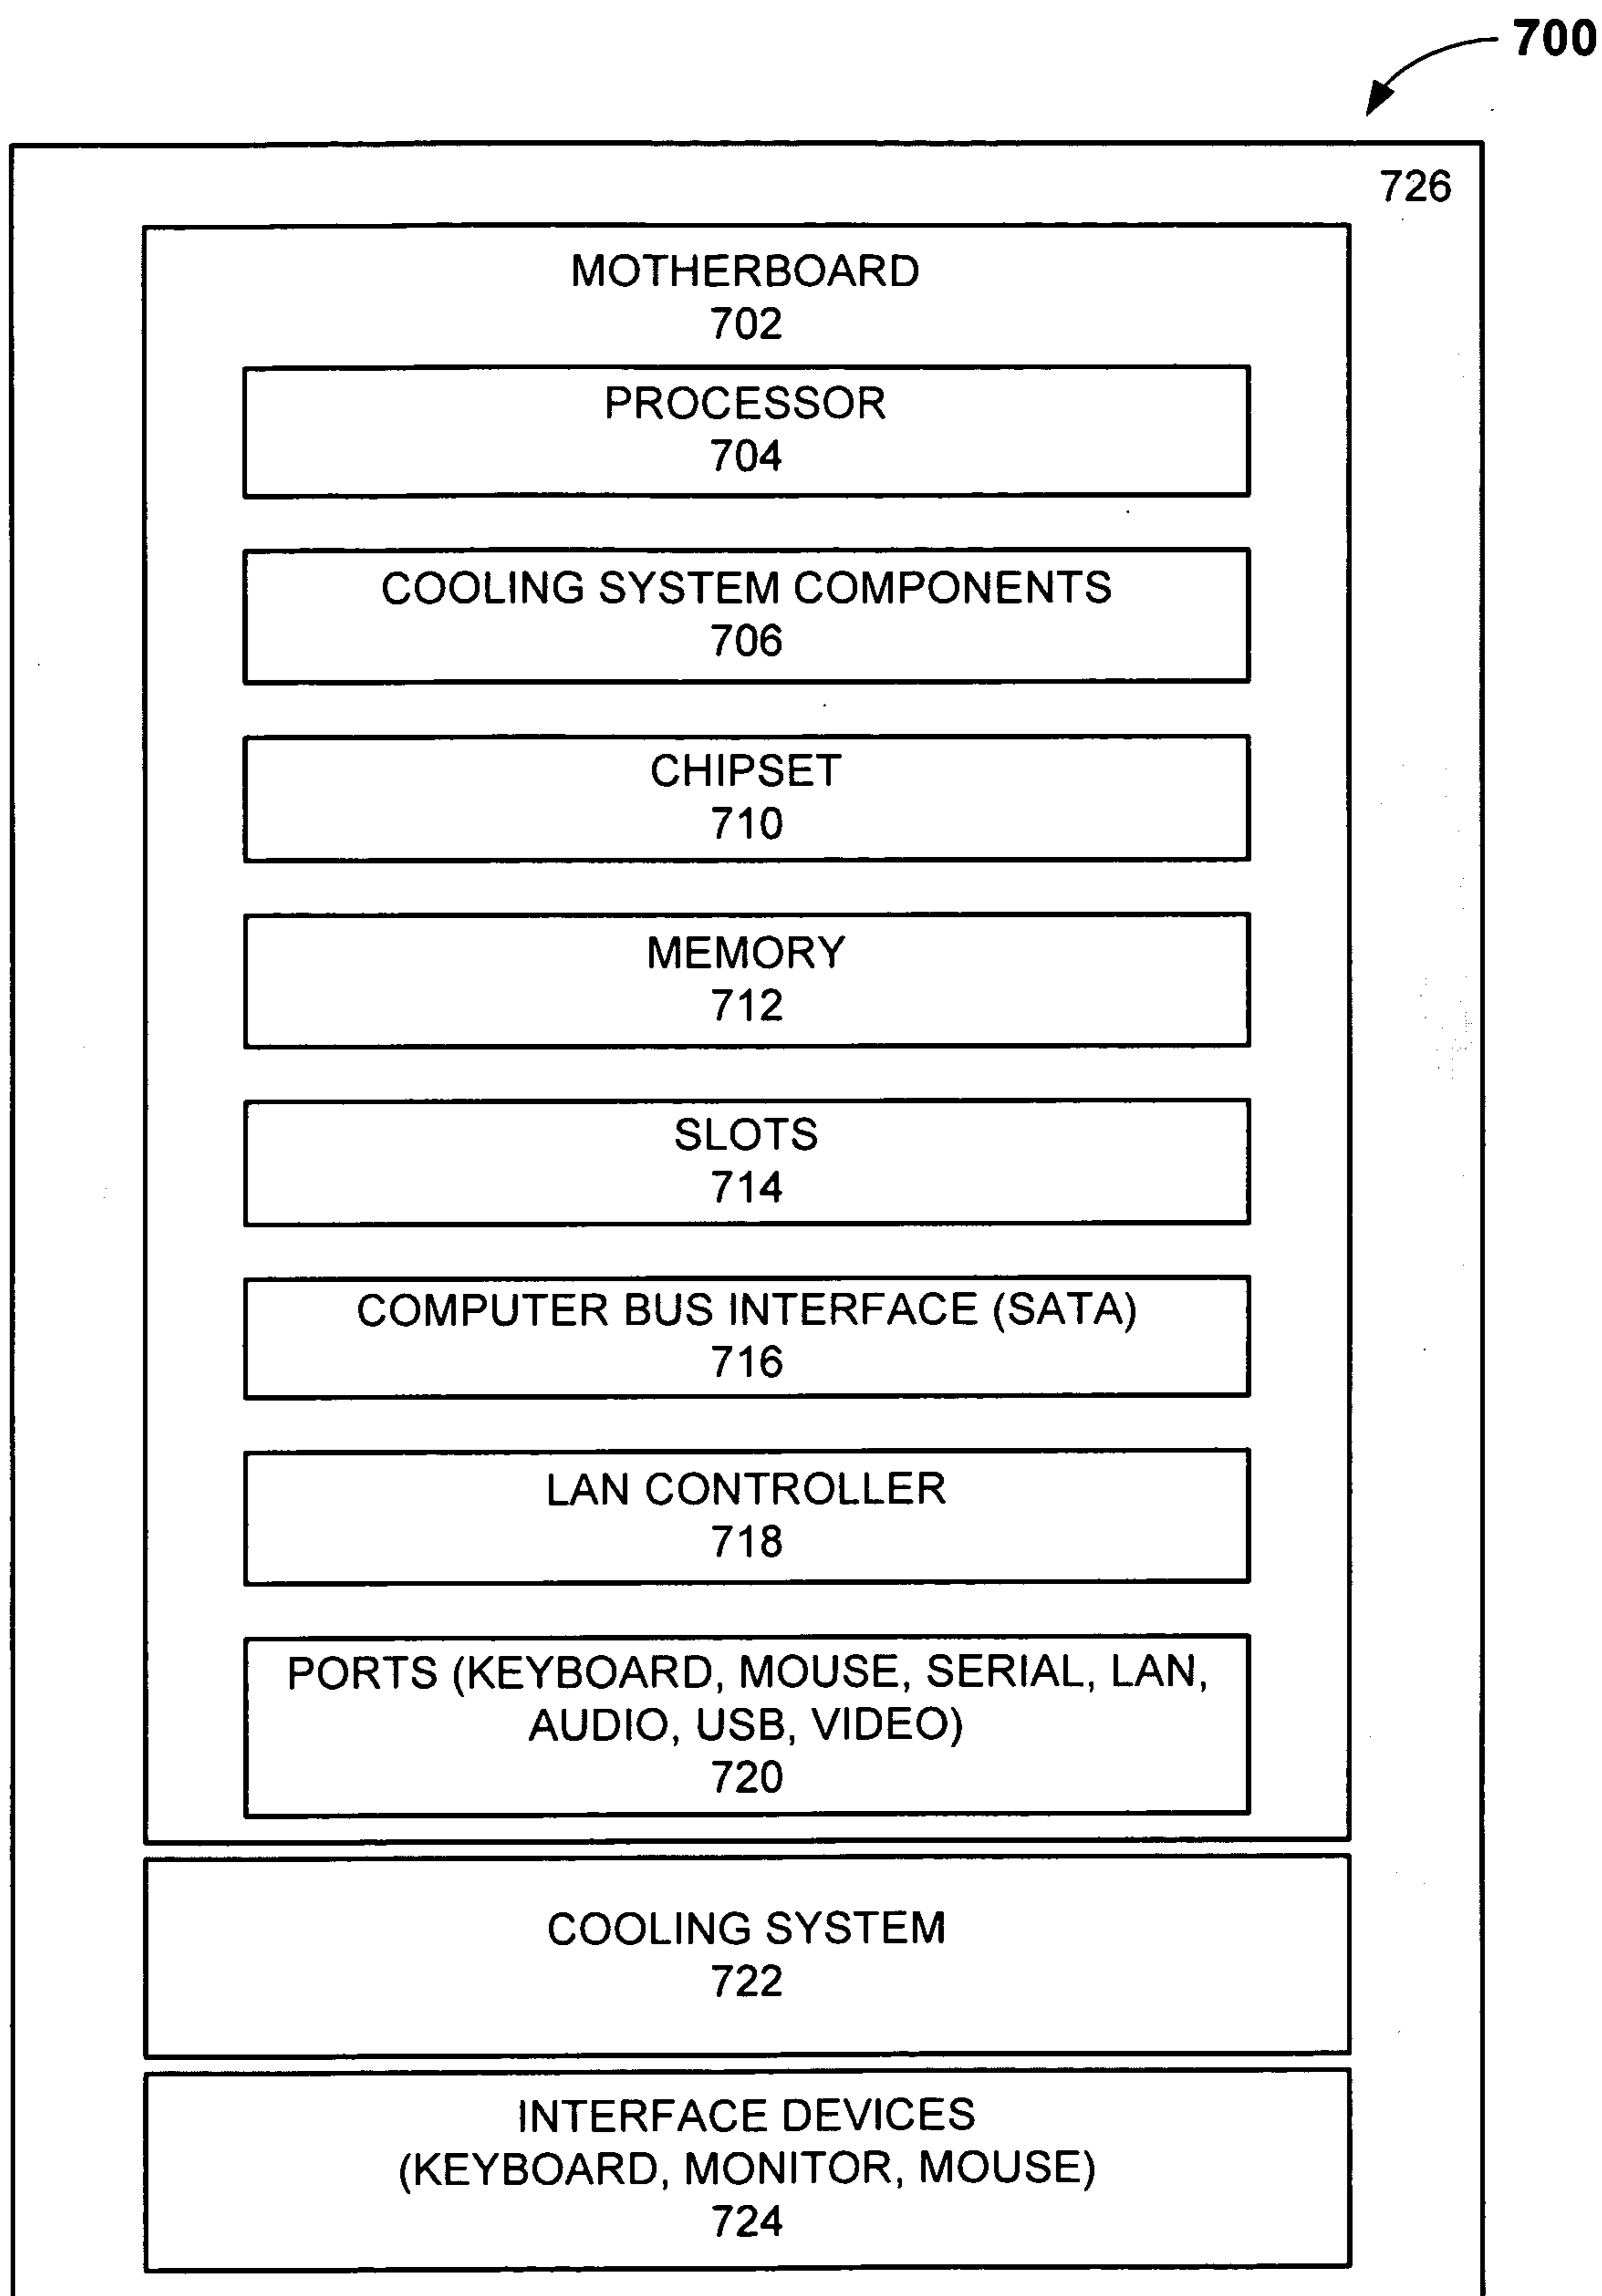 700
726
MOTHERBOARD
702
PROCESSOR
704
COOLING SYSTEM COMPONENTS
706
CHIPSET
710
MEMORY
712
SLOTS
714
COMPUTER BUS INTERFACE (SATA)
716
LAN CONTROLLER
718
PORTS (KEYBOARD, MOUSE, SERIAL, LAN,
AUDIO, USB, VIDEO)
720
COOLING SYSTEM
722
INTERFACE DEVICES
(KEYBOARD, MONITOR, MOUSE)
724